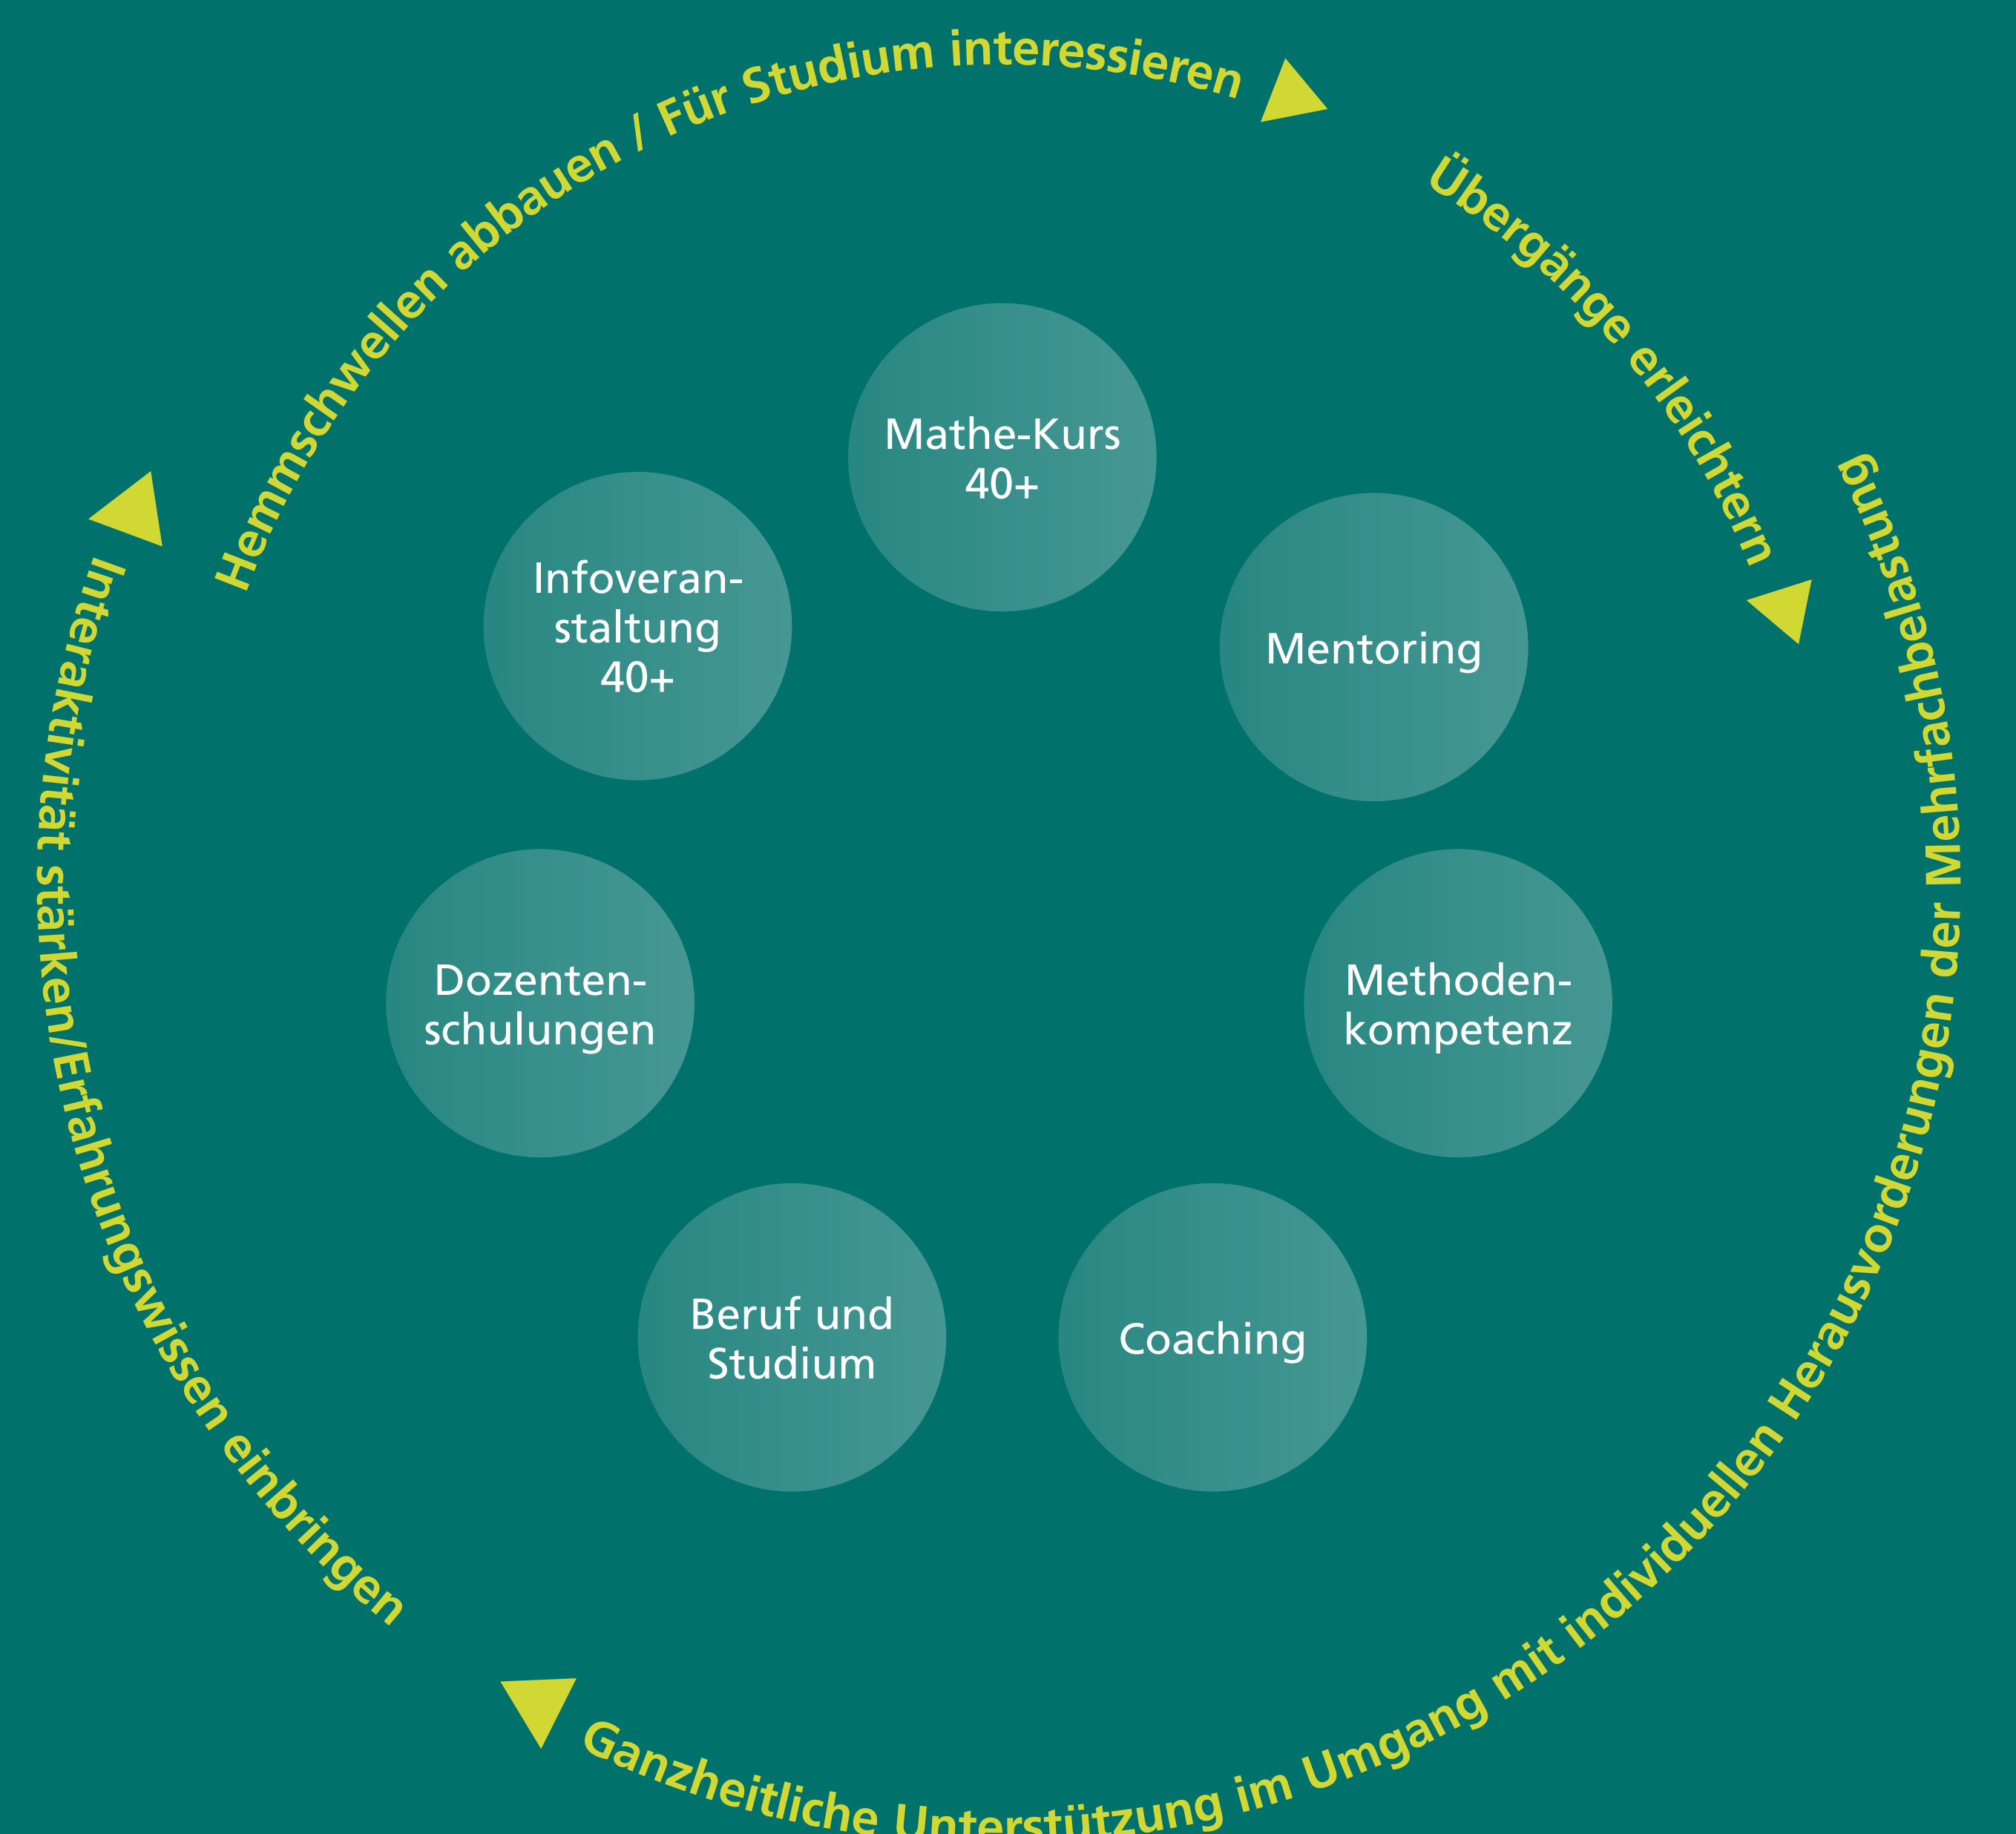 Hemmschwellen abbauen / Für Studium interessieren
Übergänge erleichtern
Ganzheitliche Unterstützung im Umgang mit individuellen Herausvorderungen der Mehrfachbelastung
Interaktivität stärken/Erfahrungswissen einbringen
Mathe-Kurs
40+
Mentoring
Methoden-
kompetenz
Coaching
Beruf und
Studium
Dozenten-
schulungen
Infoveran-
staltung
40+